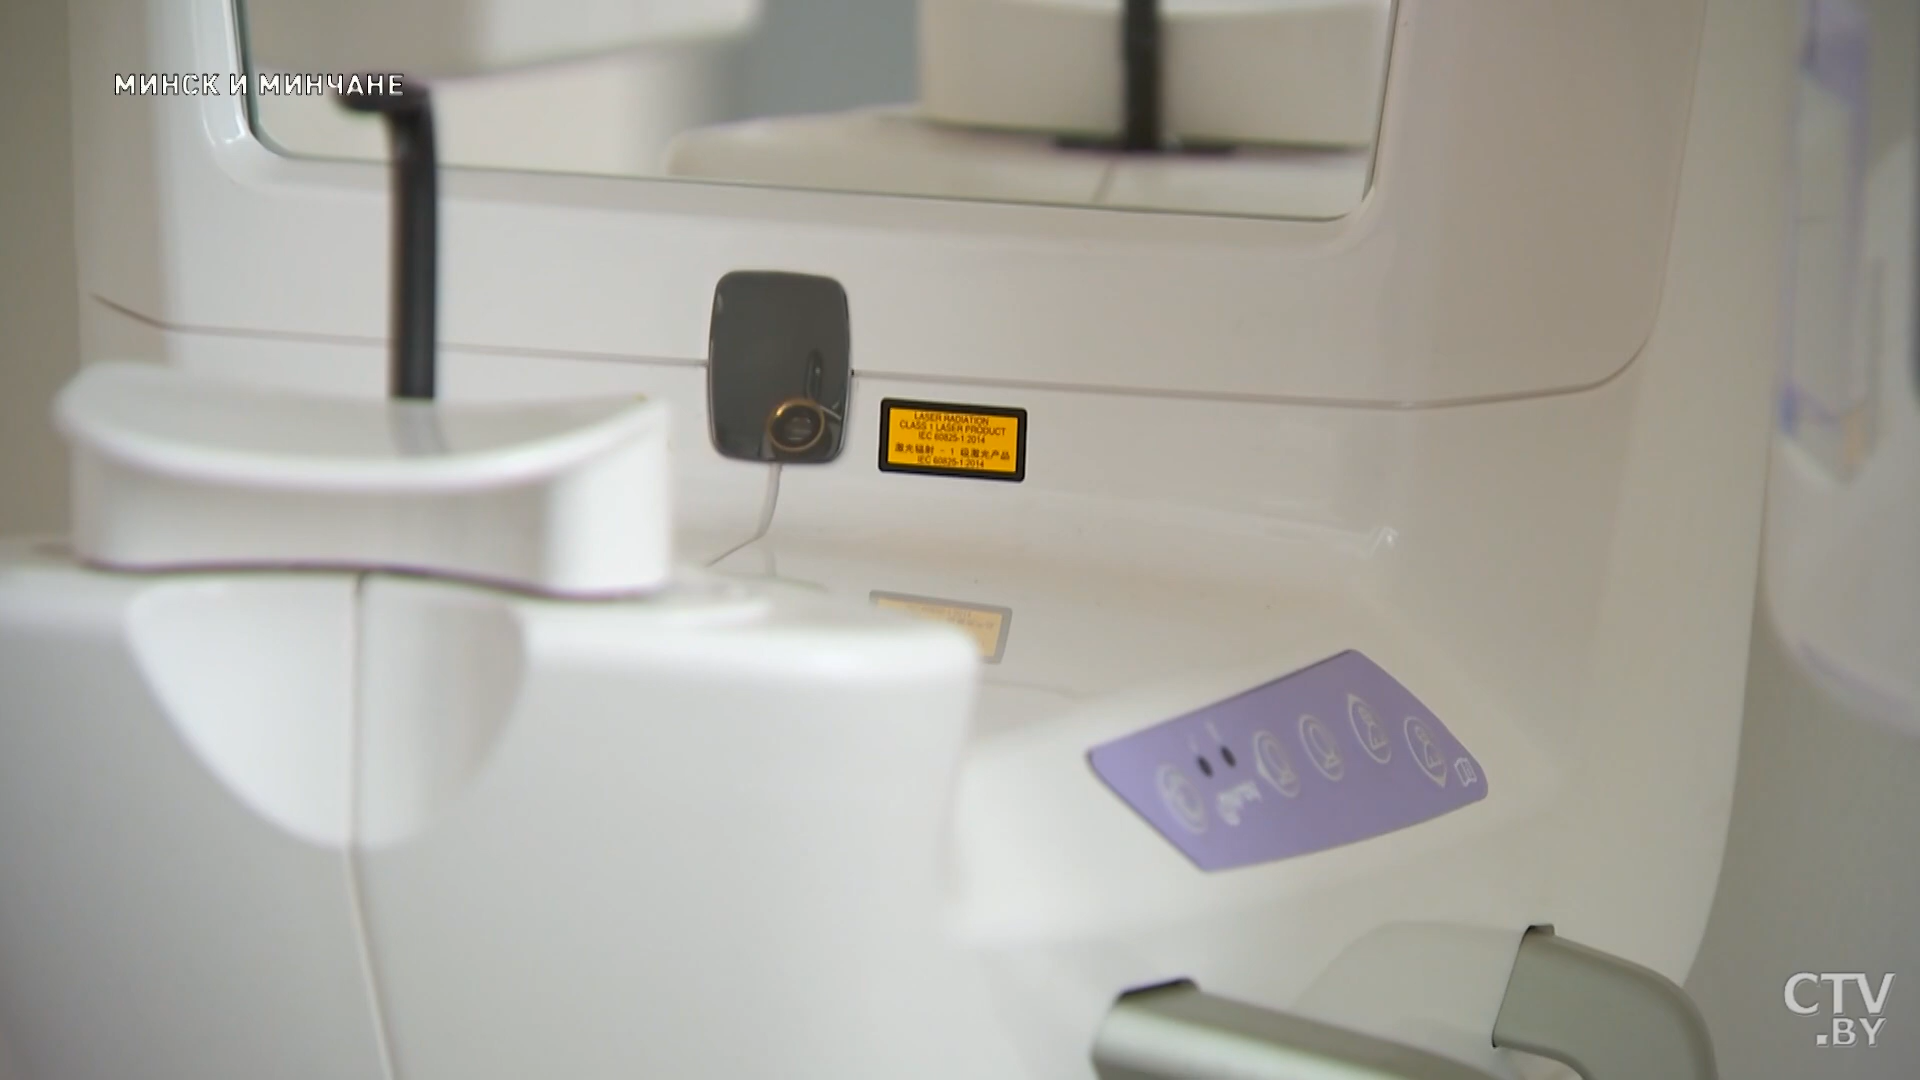 МИНСК И МИНЧАНЕ
LASER RADIATION
CLASS 1 LASER PRODUCT
IEC 60825-1:2014
激光辐射 - 1 级激光产品
IEC 60825-1:2014
CTV
.BY